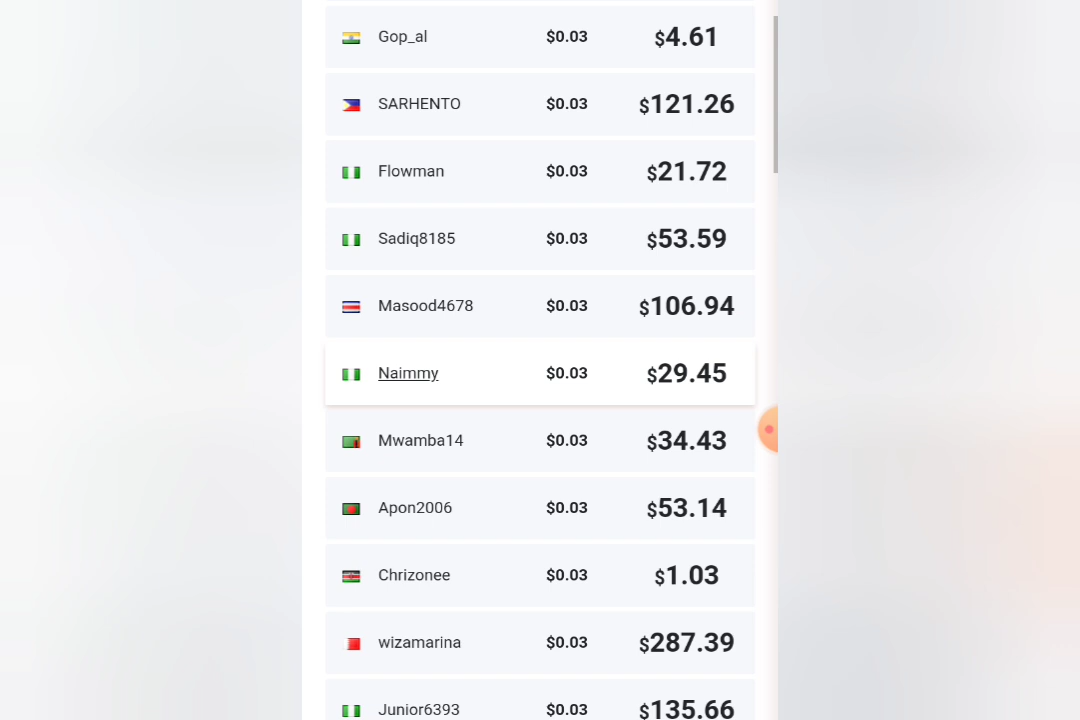 Gop_al $0.03 $4.61
SARHENTO $0.03 $121.26
Flowman $0.03 $21.72
Sadiq8185 $0.03 $53.59
Masood4678 $0.03 $106.94
Naimmy $0.03 $29.45
Mwamba14 $0.03 $34.43
Apon2006 $0.03 $53.14
Chrizonee $0.03 $1.03
wizamarina $0.03 $287.39
Junior6393 $0.03 $135.66